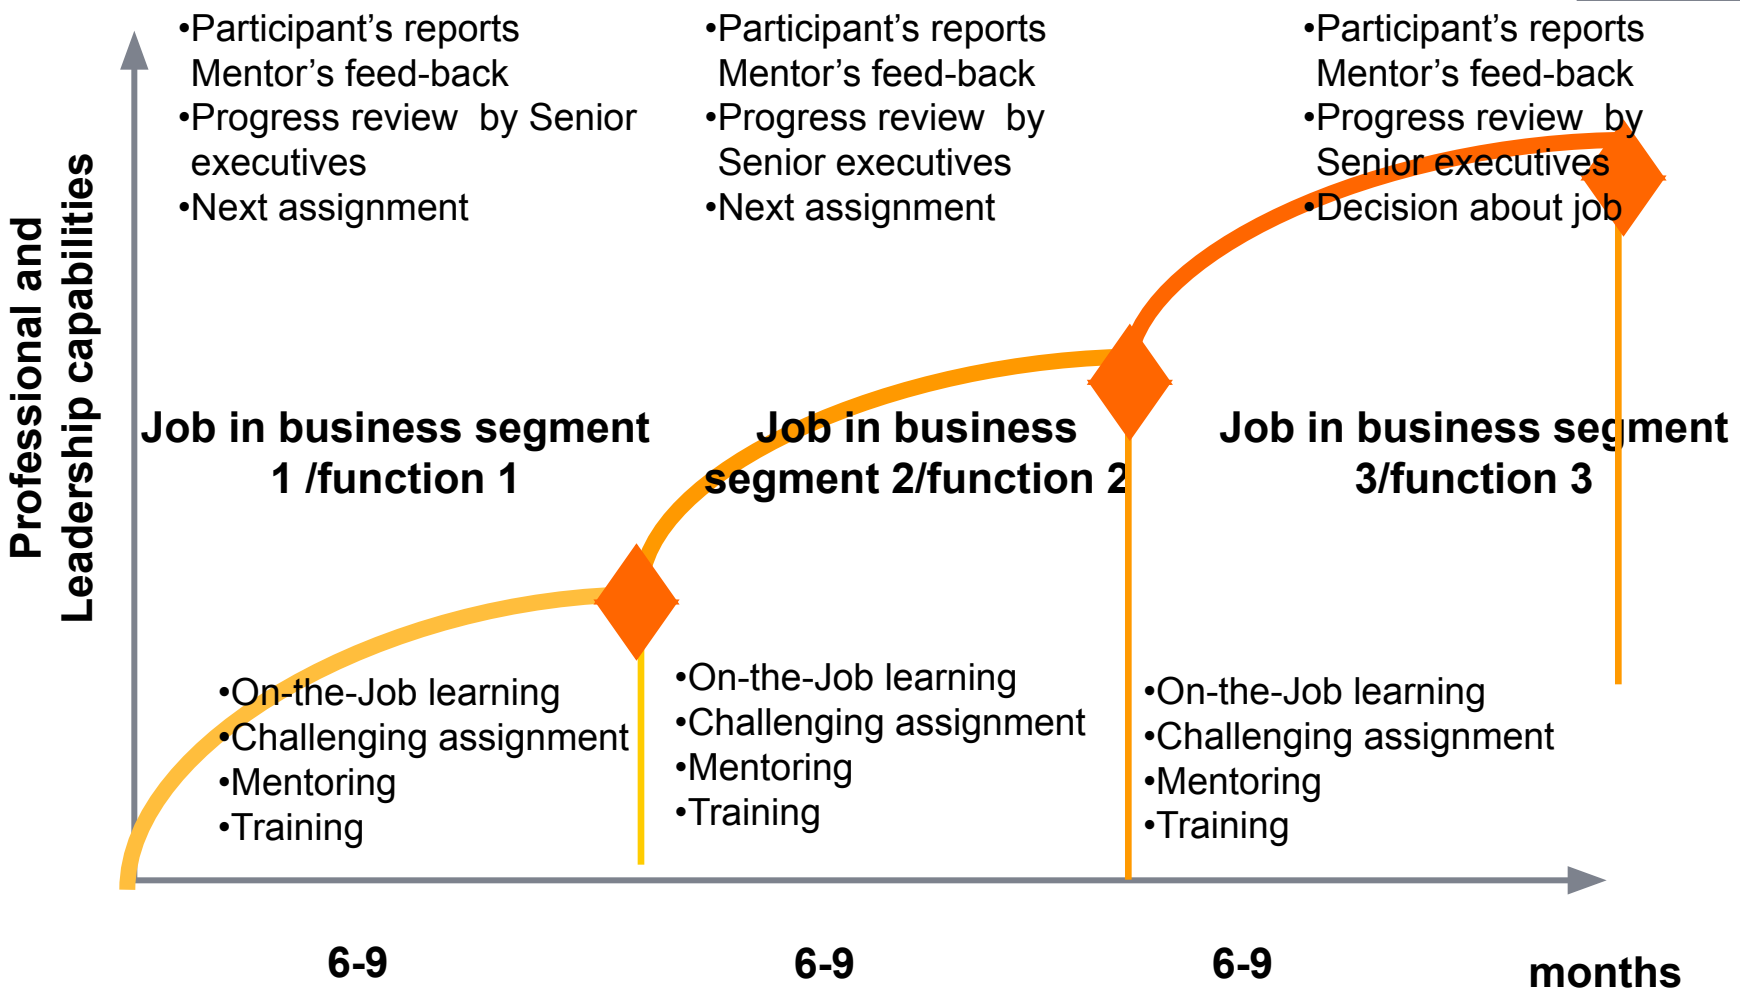 •Participant’s reports
Mentor’s feed-back
•Progress review  by Senior
executives
•Next assignment
•Participant’s reports
Mentor’s feed-back
•Progress review  by
Senior executives
•Next assignment
•Participant’s reports
Mentor’s feed-back
•Progress review  by
Senior executives
•Decision about job
Professional and
Leadership capabilities
Job in business segment
1 /function 1
Job in business
segment 2/function 2
Job in business segment
3/function 3
•On-the-Job learning
•Challenging assignment
•Mentoring
•Training
•On-the-Job learning
•Challenging assignment
•Mentoring
•Training
•On-the-Job learning
•Challenging assignment
•Mentoring
•Training
6-9
6-9
6-9
months